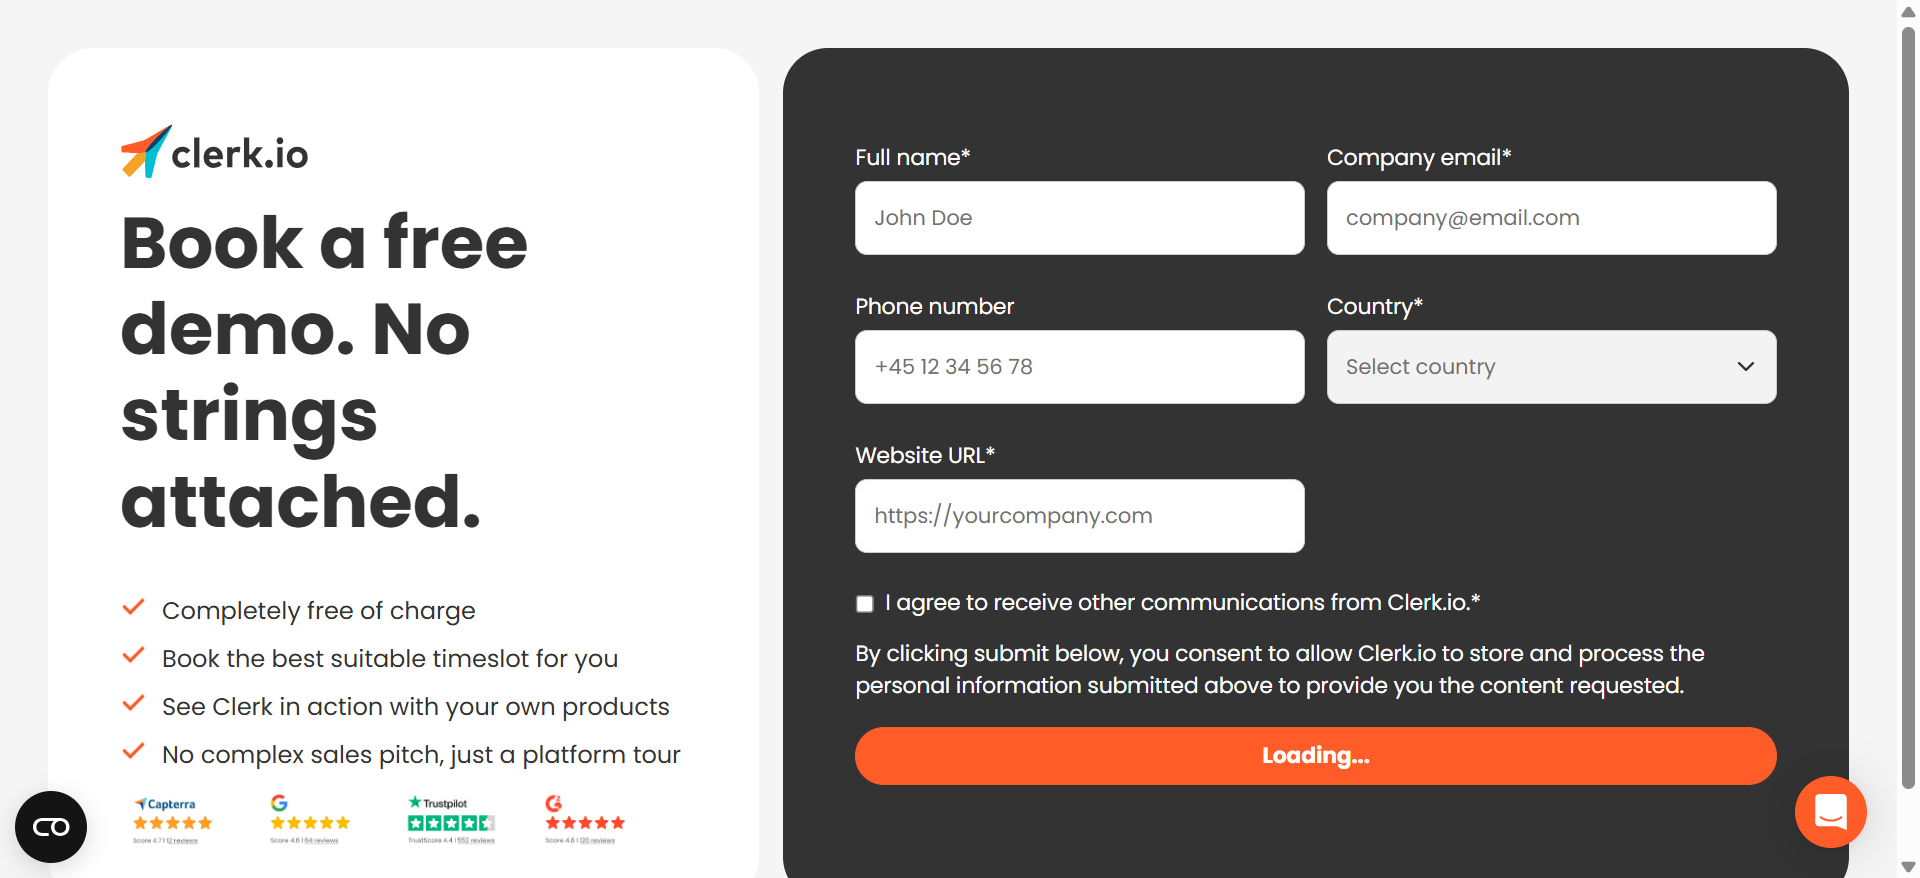 clerk.io
Book a free
demo. No
strings
attached.
Completely free of charge
Book the best suitable timeslot for you
See Clerk in action with your own products
No complex sales pitch, just a platform tour
Capterra
Score 4.7 | 12 reviews
Score 4.6 | 64 reviews
Trustpilot
TrustScore 4.4 | 552 reviews
Score 4.8 | 120 reviews
Full name*
John Doe
Company email*
company@email.com
Phone number
+45 12 34 56 78
Country*
Select country
Website URL*
https://yourcompany.com
I agree to receive other communications from Clerk.io.*
By clicking submit below, you consent to allow Clerk.io to store and process the
personal information submitted above to provide you the content requested.
Loading...